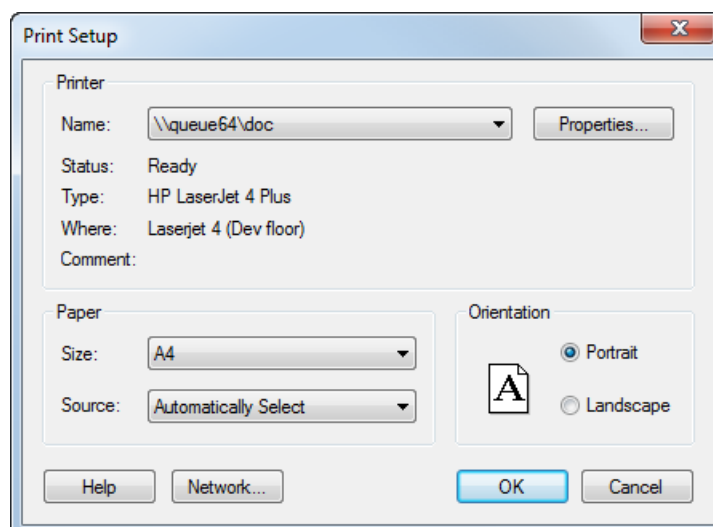 Print Setup
Printer
Name: \\queue64\doc Properties...
Status: Ready
Type: HP LaserJet 4 Plus
Where: Laserjet 4 (Dev floor)
Comment:
Paper
Size: A4
Source: Automatically Select
Orientation
A
Portrait
Landscape
Help Network... OK Cancel